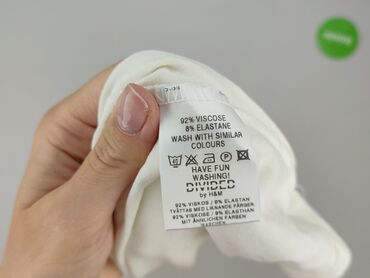 92% VISCOSE
8% ELASTANE
WASH WITH SIMILAR
COLOURS
HAVE FUN
WASHING!
DIVIDED
by H&M
92% VISKOS / 8% ELASTAN
TVÄTTAS MED LIKNANDE FÄRGER
92% VISKOSE / 8% ELASTHAN
MIT ÄHNLICHEN FARBEN
WASCHEN